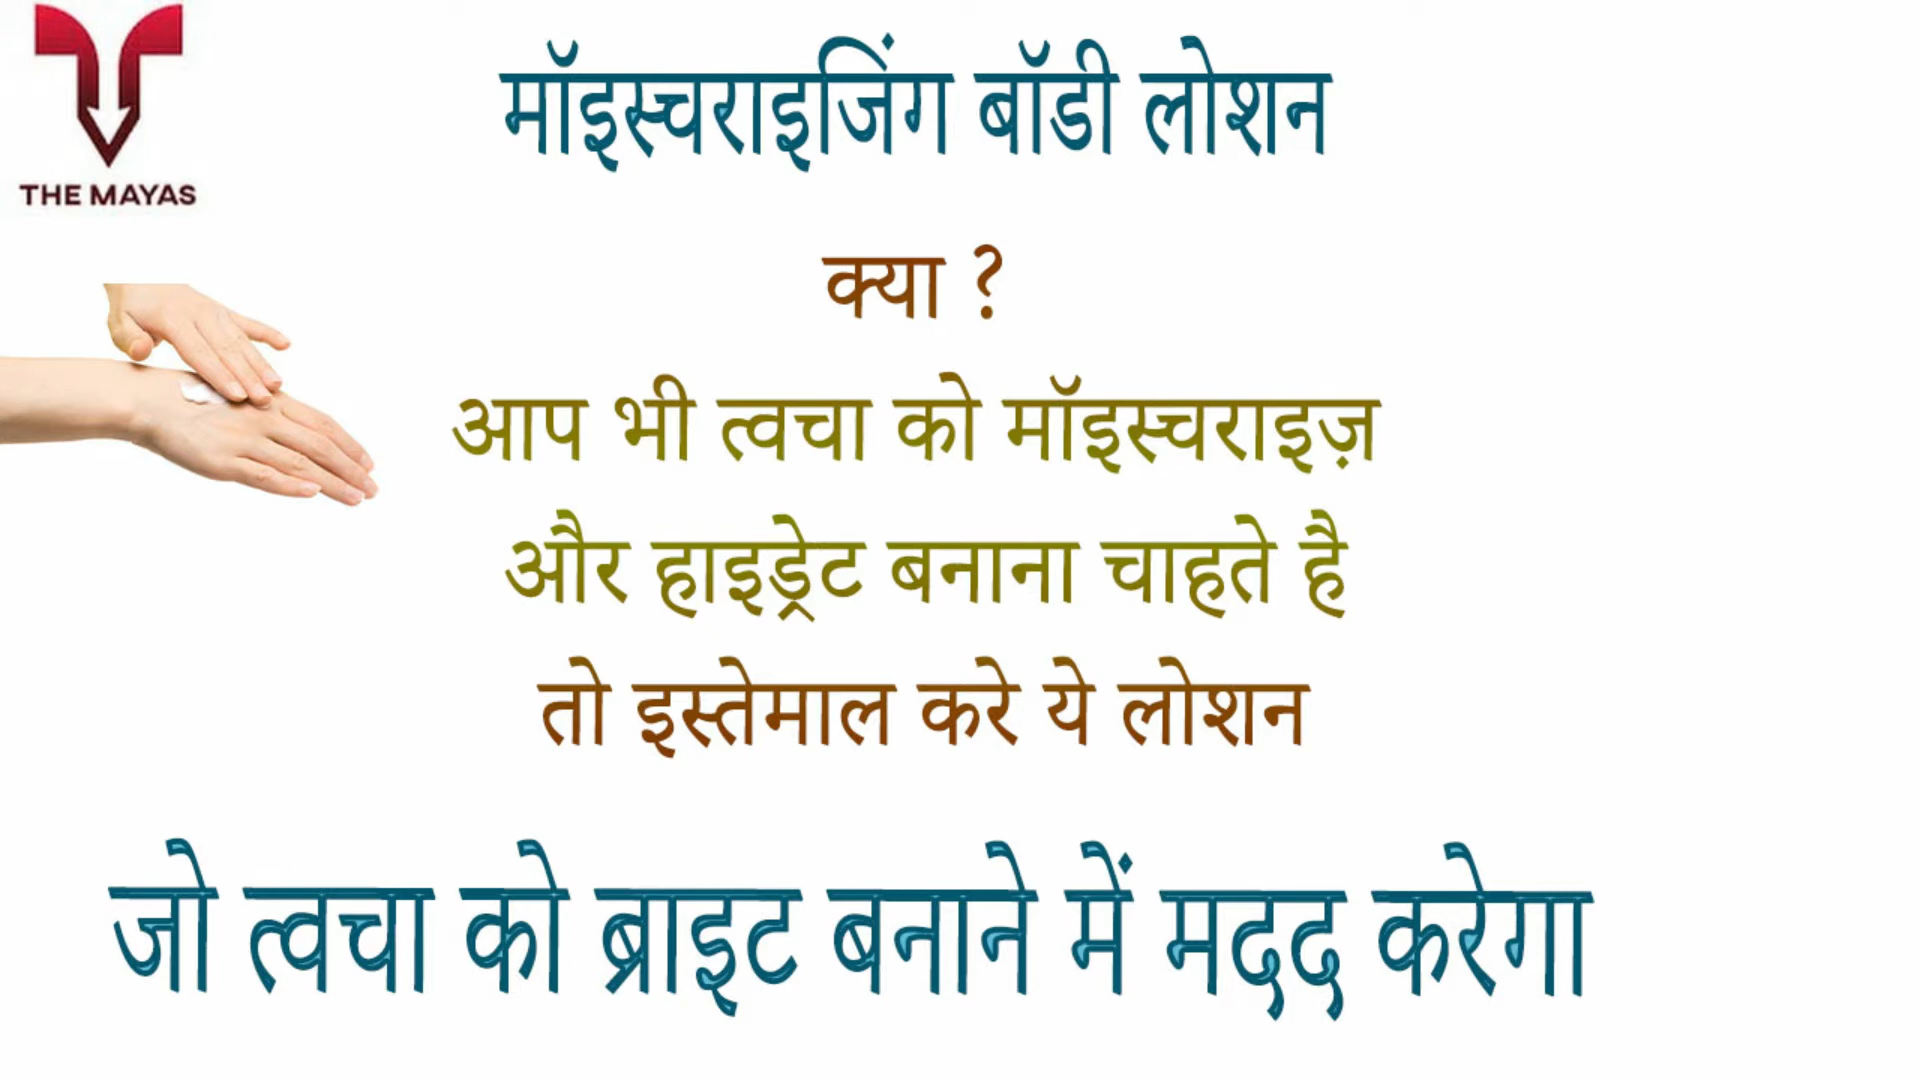 THE MAYAS
मॉइस्चराइजिंग बॉडी लोशन
क्या ?
आप भी त्वचा को मॉइस्चराइज़
और हाइड्रेट बनाना चाहते है
तो इस्तेमाल करे ये लोशन
जो त्वचा को ब्राइट बनाने में मदद करेगा